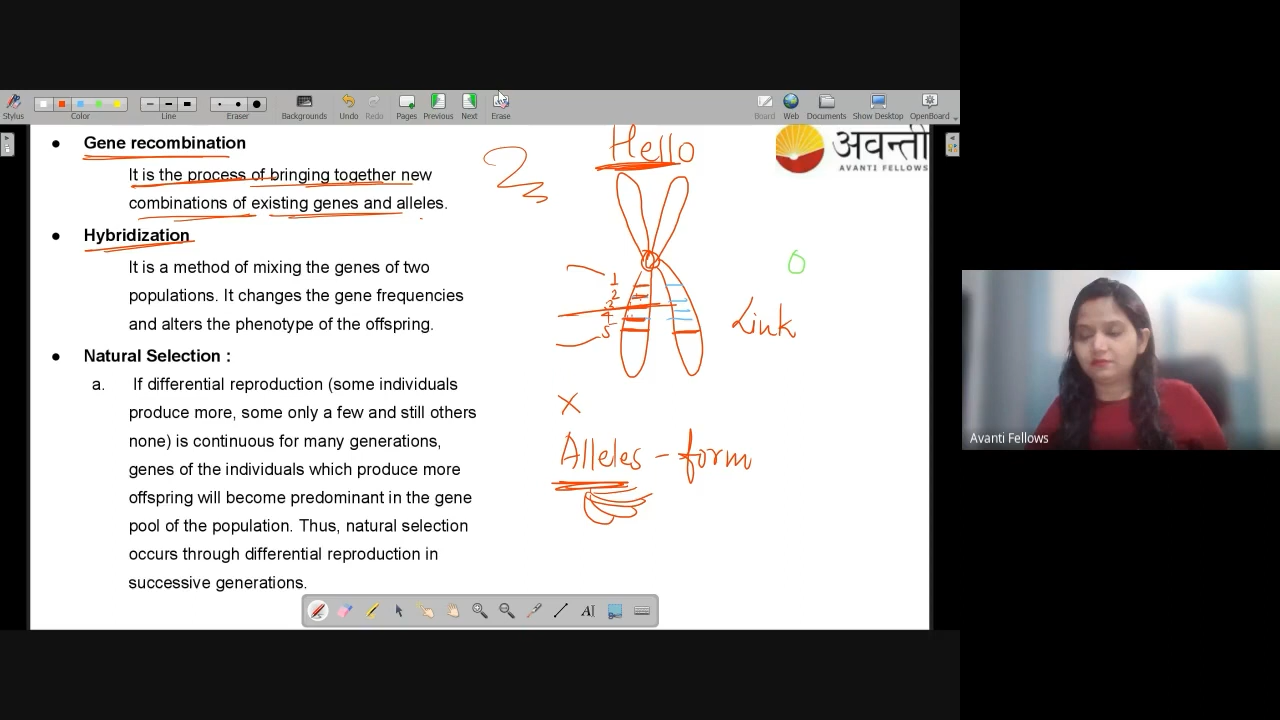 Stylus
Color
Line
Eraser
Backgrounds
Undo
Redo
Pages
Previous
Next
Erase
Board
Web
Documents
Show Desktop
OpenBoard
● Gene recombination
It is the process of bringing together new
combinations of existing genes and alleles.
● Hybridization
It is a method of mixing the genes of two
populations. It changes the gene frequencies
and alters the phenotype of the offspring.
● Natural Selection :
a. If differential reproduction (some individuals
produce more, some only a few and still others
none) is continuous for many generations,
genes of the individuals which produce more
offspring will become predominant in the gene
pool of the population. Thus, natural selection
occurs through differential reproduction in
successive generations.
Hello
अवन्ती
AVANTI FELLOWS
1
2
3
4
5
Link
x
Alleles - form
AI
Avanti Fellows